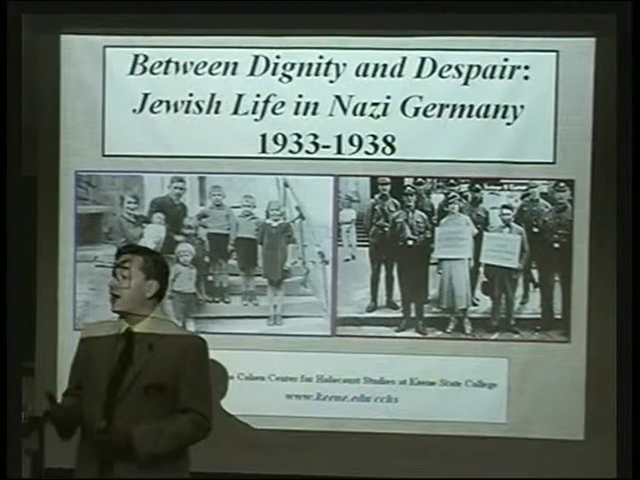 Between Dignity and Despair:
Jewish Life in Nazi Germany
1933-1938
Cohen Center for Holocaust Studies at Keene State College
www.keene.edu/cchs